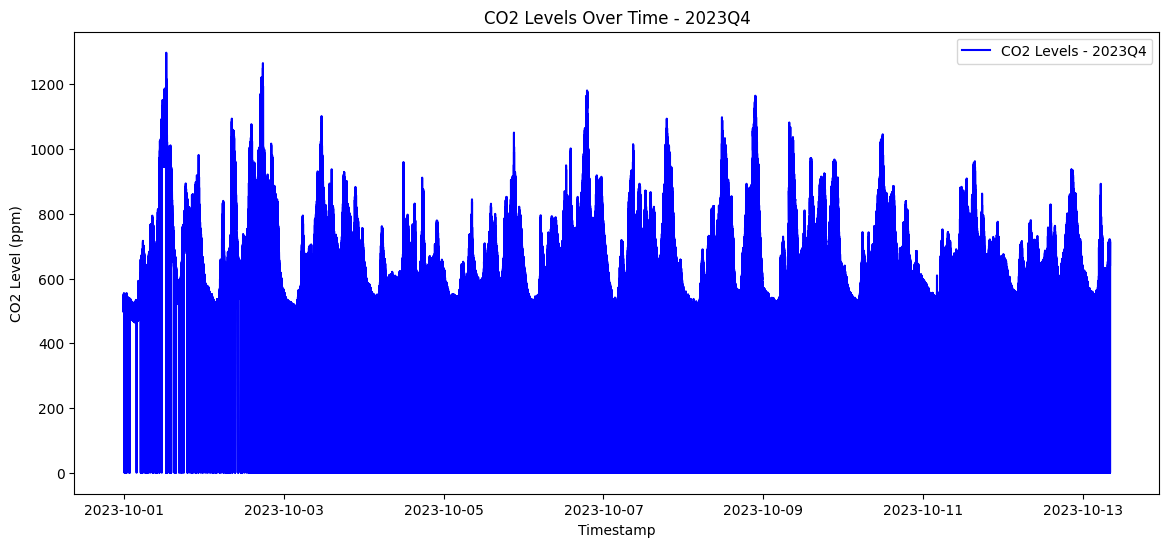 CO2 Levels Over Time - 2023Q4
CO2 Levels - 2023Q4
CO2 Level (ppm)
1200
1000
800
600
400
200
0
2023-10-01 2023-10-03 2023-10-05 2023-10-07 2023-10-09 2023-10-11 2023-10-13
Timestamp